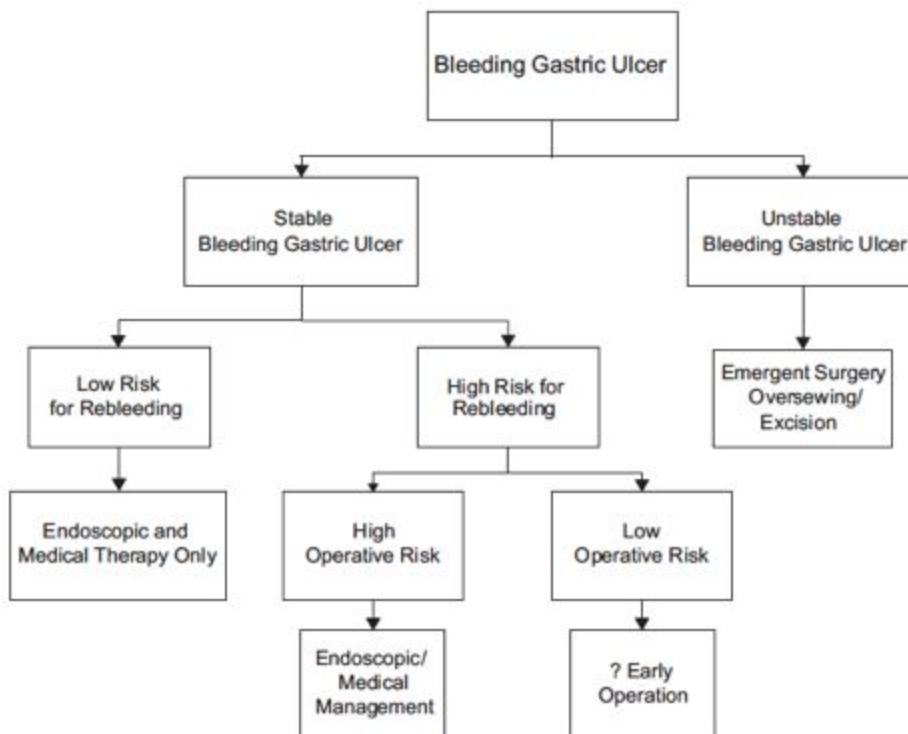 Bleeding Gastric Ulcer
Stable
Bleeding Gastric Ulcer
Unstable
Bleeding Gastric Ulcer
Low Risk
for Rebleeding
High Risk for
Rebleeding
Emergent Surgery
Oversewing/
Excision
Endoscopic and
Medical Therapy Only
High
Operative Risk
Low
Operative Risk
Endoscopic/
Medical
Management
? Early
Operation